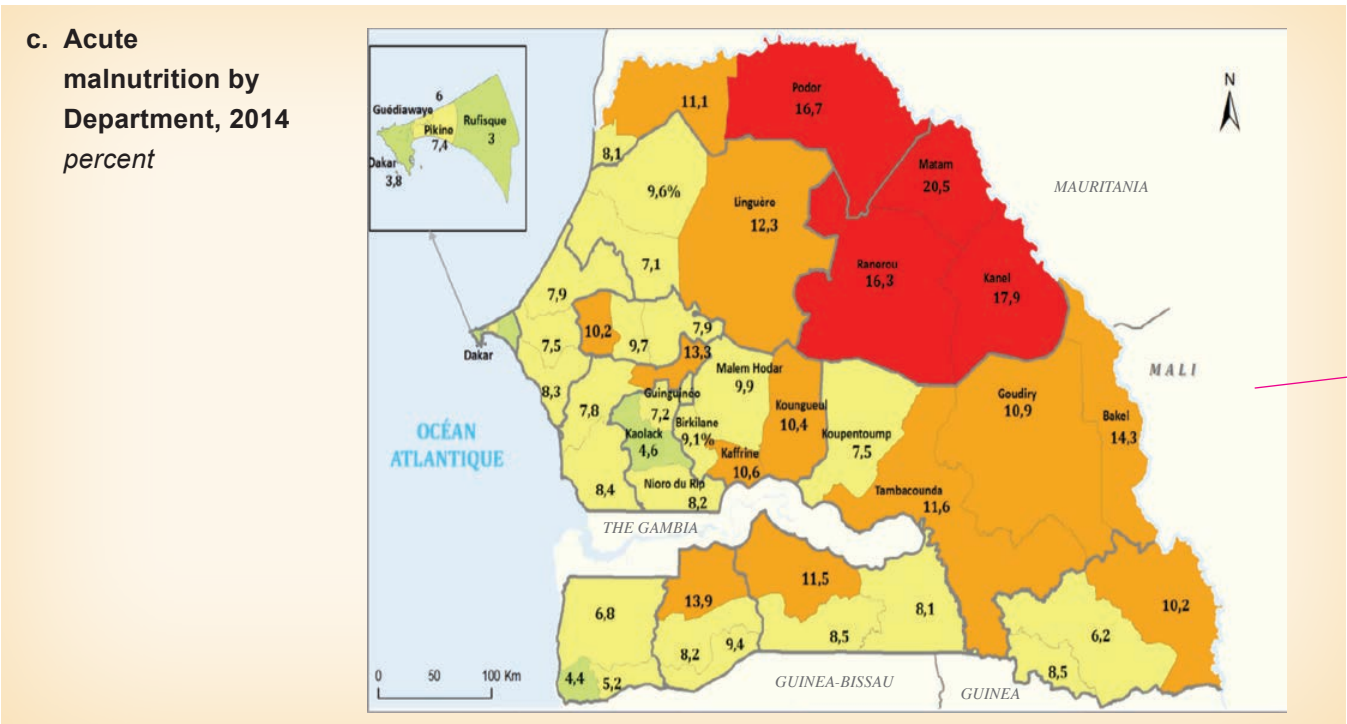 c. Acute
malnutrition by
Department, 2014
percent
Guédiawaye
6
Rufisque
3
Pikine
7,4
Dakar
3,8
N
11,1
Podor
16,7
8,1
Matam
20,5
MAURITANIA
9,6%
Linguère
12,3
7,1
Ranerou
16,3
Kanel
17,9
7,9
10,2
9,7
7,9
Dakar
7,5
13,3
MALI
Malem Hodar
9,9
Goudiry
10,9
Bakel
14,3
8,3
7,8
Guinguinéo
7,2
Koungueul
10,4
Birkilane
9,1%
Koupentoump
7,5
Kaolack
4,6
OCÉAN
ATLANTIQUE
Kaffrine
10,6
8,4
Nioro du Rip
8,2
Tambacounda
11,6
THE GAMBIA
11,5
13,9
6,8
8,1
10,2
6,2
8,5
9,4
8,2
8,5
4,4
5,2
0 50 100 Km
GUINEA-BISSAU
GUINEA